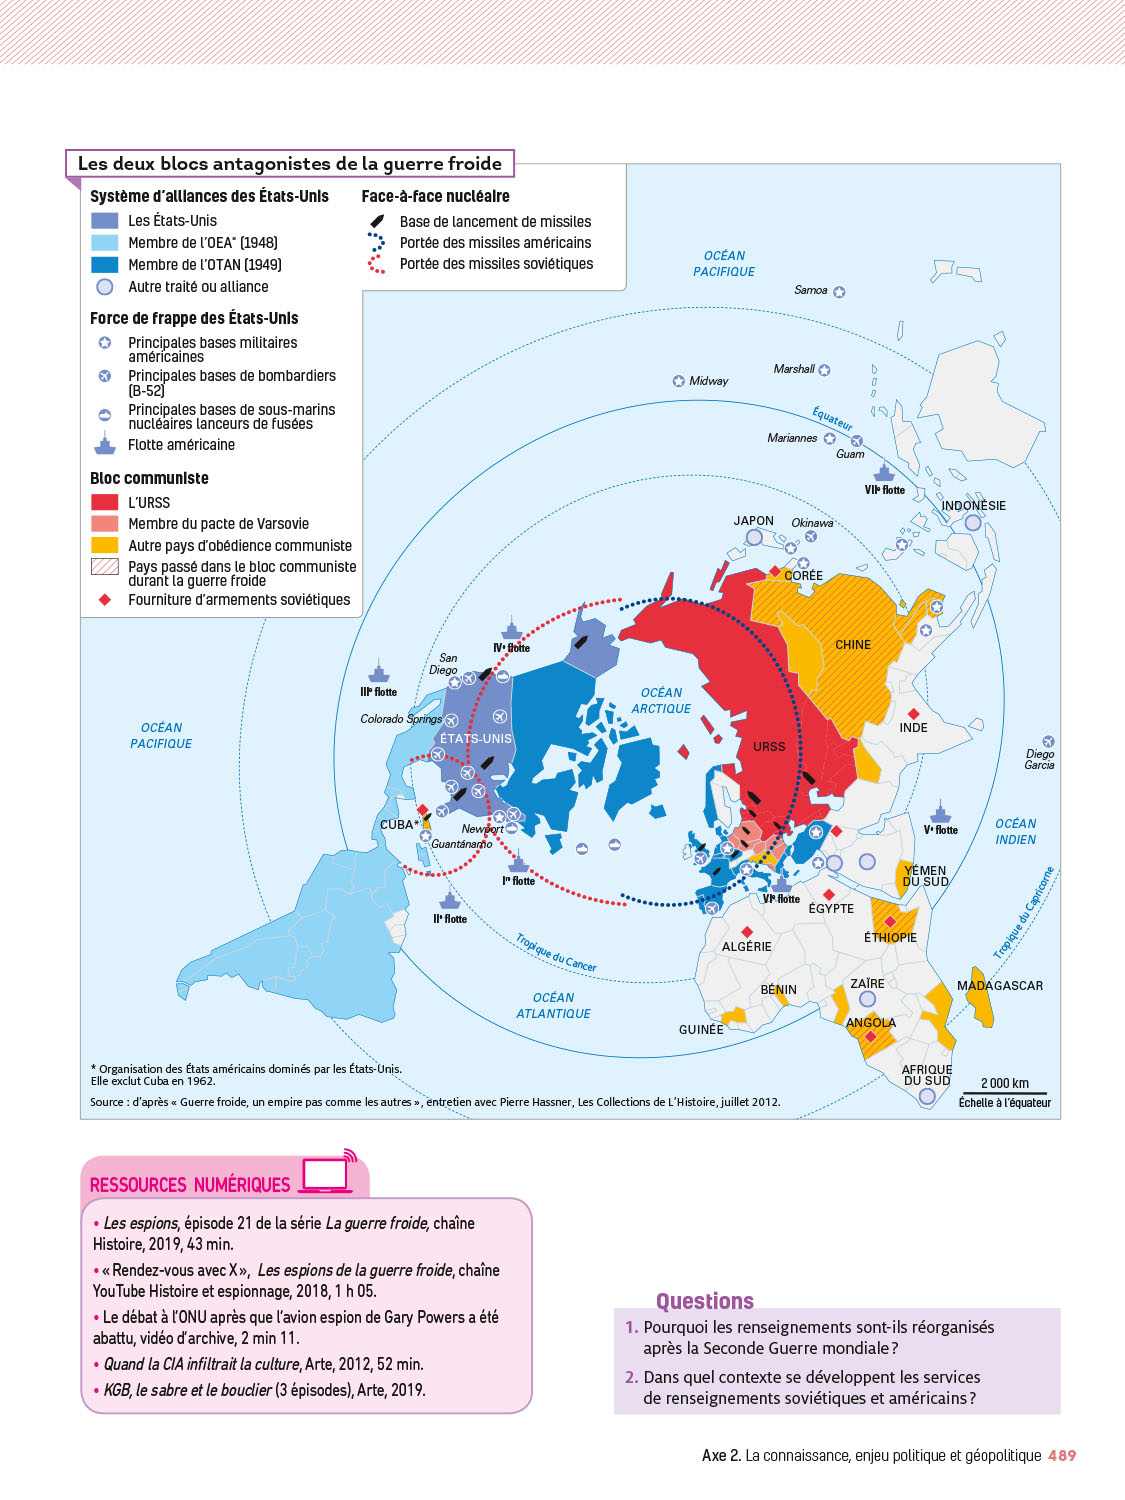 Les deux blocs antagonistes de la guerre froide
Système d'alliances des États-Unis
Les États-Unis
Membre de l'OEA* (1948)
Membre de l'OTAN (1949)
Autre traité ou alliance
Force de frappe des États-Unis
Principales bases militaires
américaines
Principales bases de bombardiers
(B-52)
Principales bases de sous-marins
nucléaires lanceurs de fusées
Flotte américaine
Bloc communiste
L'URSS
Membre du pacte de Varsovie
Autre pays d'obédience communiste
Pays passé dans le bloc communiste
durant la guerre froide
Fourniture d'armements soviétiques
Face-à-face nucléaire
Base de lancement de missiles
Portée des missiles américains
Portée des missiles soviétiques
OCÉAN
PACIFIQUE
Samoa
Marshall
Midway
Équateur
Mariannes
Guam
VIIe flotte
INDONÉSIE
JAPON
Okinawa
CORÉE
CHINE
IVe flotte
San
Diego
IIIe flotte
Colorado Springs
OCÉAN
PACIFIQUE
ÉTATS-UNIS
OCÉAN
ARCTIQUE
URSS
INDE
Diego
Garcia
CUBA*
Newport
Guantánamo
Ire flotte
IIe flotte
Ve flotte
OCÉAN
INDIEN
YÉMEN
DU SUD
VIe flotte
ÉGYPTE
ÉTHIOPIE
ALGÉRIE
Tropique du Cancer
Tropique du Capricorne
OCÉAN
ATLANTIQUE
BÉNIN
ZAÏRE
MADAGASCAR
GUINÉE
ANGOLA
AFRIQUE
DU SUD
2 000 km
Échelle à l'équateur
* Organisation des États américains dominés par les États-Unis.
Elle exclut Cuba en 1962.
Source : d'après « Guerre froide, un empire pas comme les autres », entretien avec Pierre Hassner, Les Collections de L'Histoire, juillet 2012.
RESSOURCES NUMÉRIQUES
• Les espions, épisode 21 de la série La guerre froide, chaîne
Histoire, 2019, 43 min.
• « Rendez-vous avec X », Les espions de la guerre froide, chaîne
YouTube Histoire et espionnage, 2018, 1 h 05.
• Le débat à l'ONU après que l'avion espion de Gary Powers a été
abattu, vidéo d'archive, 2 min 11.
• Quand la CIA infiltrait la culture, Arte, 2012, 52 min.
• KGB, le sabre et le bouclier (3 épisodes), Arte, 2019.
Questions
1. Pourquoi les renseignements sont-ils réorganisés
après la Seconde Guerre mondiale ?
2. Dans quel contexte se développent les services
de renseignements soviétiques et américains ?
Axe 2. La connaissance, enjeu politique et géopolitique 489